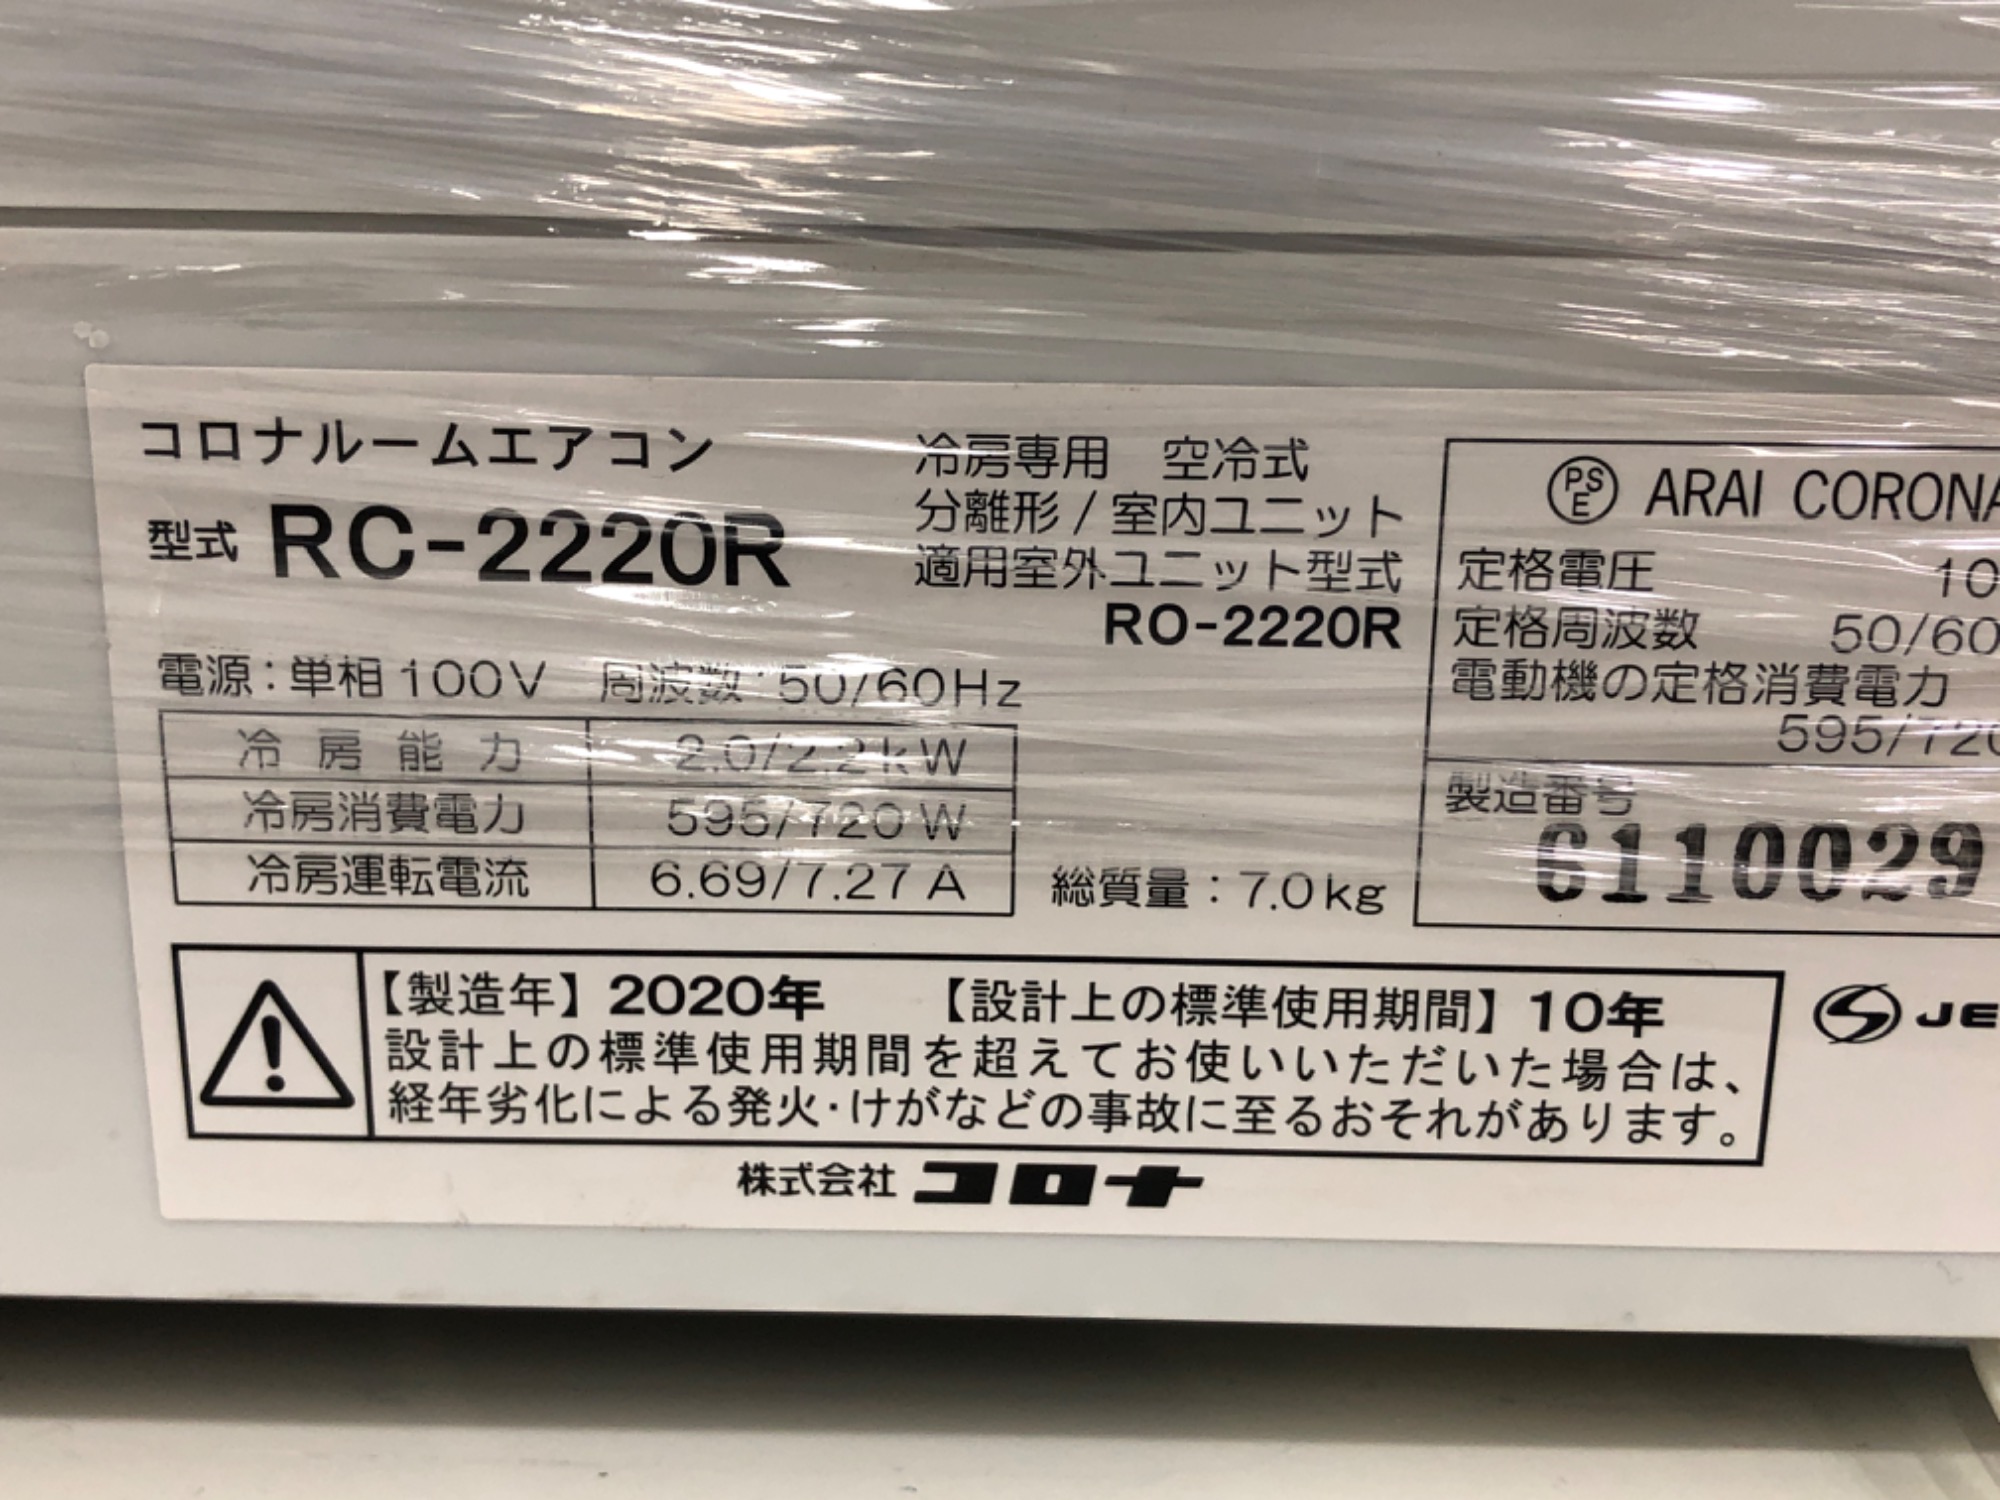 コロナルームエアコン
型式 RC-2220R
冷房専用 空冷式
分離形/室内ユニット
適用室外ユニット型式
RO-2220R
電源:単相100V 周波数:50/60Hz
冷房能力 2.0/2.2kW
冷房消費電力 595/720W
冷房運転電流 6.69/7.27A
総質量:7.0kg
PSE ARAI CORONA
定格電圧 10
定格周波数 50/60
電動機の定格消費電力
595/720
製造番号
6110029
【製造年】2020年 【設計上の標準使用期間】10年
設計上の標準使用期間を超えてお使いいただいた場合は、
経年劣化による発火・けがなどの事故に至るおそれがあります。
JE
株式会社 コロナ